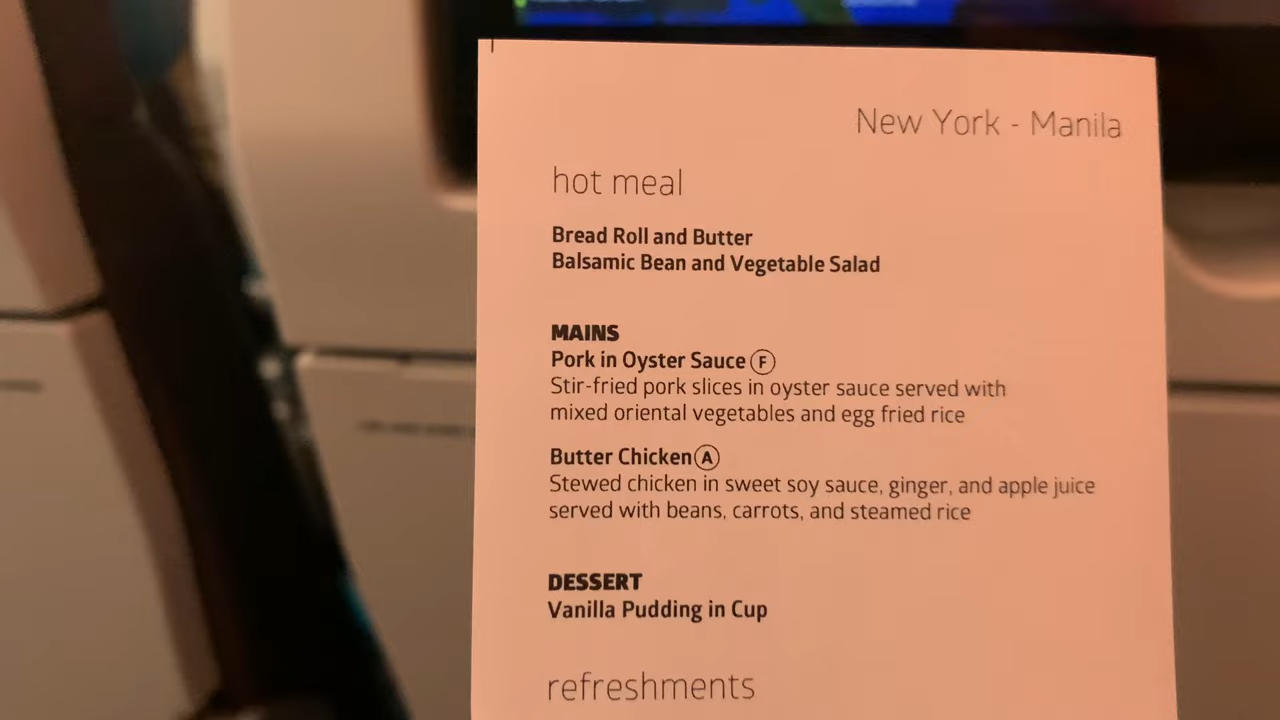 New York - Manila
hot meal
Bread Roll and Butter
Balsamic Bean and Vegetable Salad
MAINS
Pork in Oyster Sauce Ⓕ
Stir-fried pork slices in oyster sauce served with
mixed oriental vegetables and egg fried rice
Butter Chicken Ⓐ
Stewed chicken in sweet soy sauce, ginger, and apple juice
served with beans, carrots, and steamed rice
DESSERT
Vanilla Pudding in Cup
refreshments